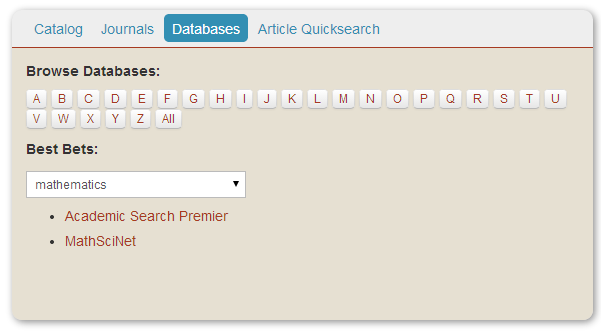 Catalog Journals Databases Article Quicksearch
Browse Databases:
A B C D E F G H I J K L M N O P Q R S T U
V W X Y Z All
Best Bets:
mathematics
Academic Search Premier
MathSciNet